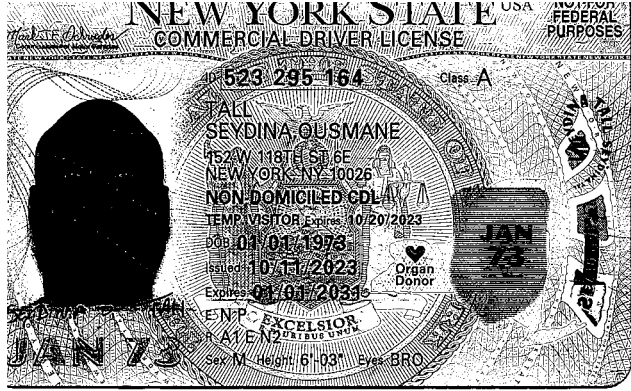 NEW YORK STATE USA
COMMERCIAL DRIVER LICENSE
NOT FOR
FEDERAL
PURPOSES
ID 523 295 164
Class A
TALL
SEYDINA,OUSMANE
152 W 118TH ST 6E
NEW YORK, NY 10026
NON-DOMICILED CDL
TEMP VISITOR Expires 10/20/2023
DOB 01/01/1973
Issued 10/11/2023
Expires 01/01/2031
E N P
R A1 E N2
Sex M Height 6'-03" Eyes BRO
Organ
Donor
JAN
73
EXCELSIOR
E PLURIBUS UNUM
JAN 73